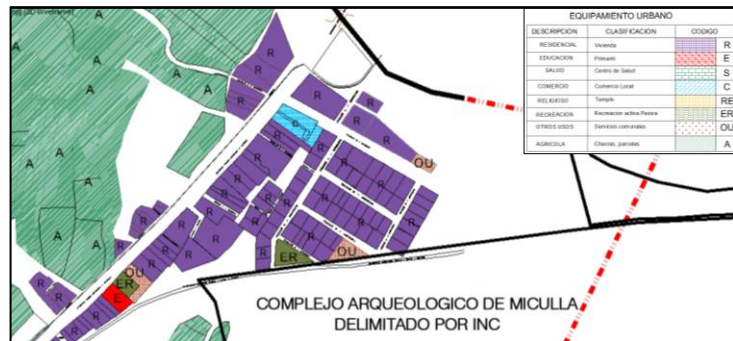 EQUIPAMIENTO URBANO
DESCRIPCION CLASIFICACION CODIGO
RESIDENCIAL Vivienda R
EDUCACION Primaria E
SALUD Centro de Salud S
COMERCIO Comercio Local C
RELIGIOSO Templo RE
RECREACION Recreacion activa Pasiva ER
OTROS USOS Servicios comunales OU
AGRICOLA Chacras, parcelas A
A
A
A
A
A
A
A
A
A
R
R
R
R
R
R
R
C
R
R
R
R
OU
R
R
R
R
R
R
R
R
R
R
R
ER
OU
OU
ER
E
R
R
R
R
COMPLEJO ARQUEOLOGICO DE MICULLA
DELIMITADO POR INC